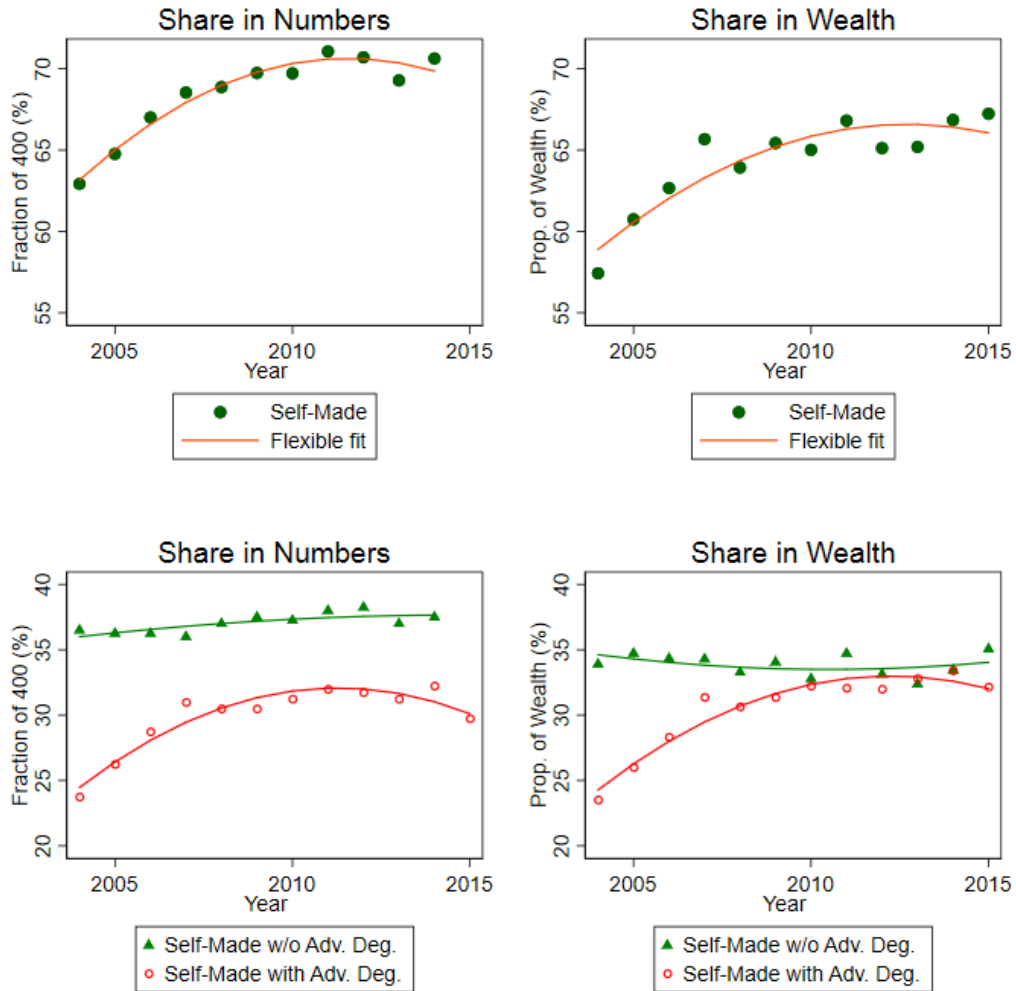 Share in Numbers
Fraction of 400 (%)
70
65
60
55
2005
2010
2015
Year
Self-Made
Flexible fit
Share in Wealth
Prop. of Wealth (%)
70
65
60
55
2005
2010
2015
Year
Self-Made
Flexible fit
Share in Numbers
Fraction of 400 (%)
40
35
30
25
20
2005
2010
2015
Year
Self-Made w/o Adv. Deg.
Self-Made with Adv. Deg.
Share in Wealth
Prop. of Wealth (%)
40
35
30
25
20
2005
2010
2015
Year
Self-Made w/o Adv. Deg.
Self-Made with Adv. Deg.